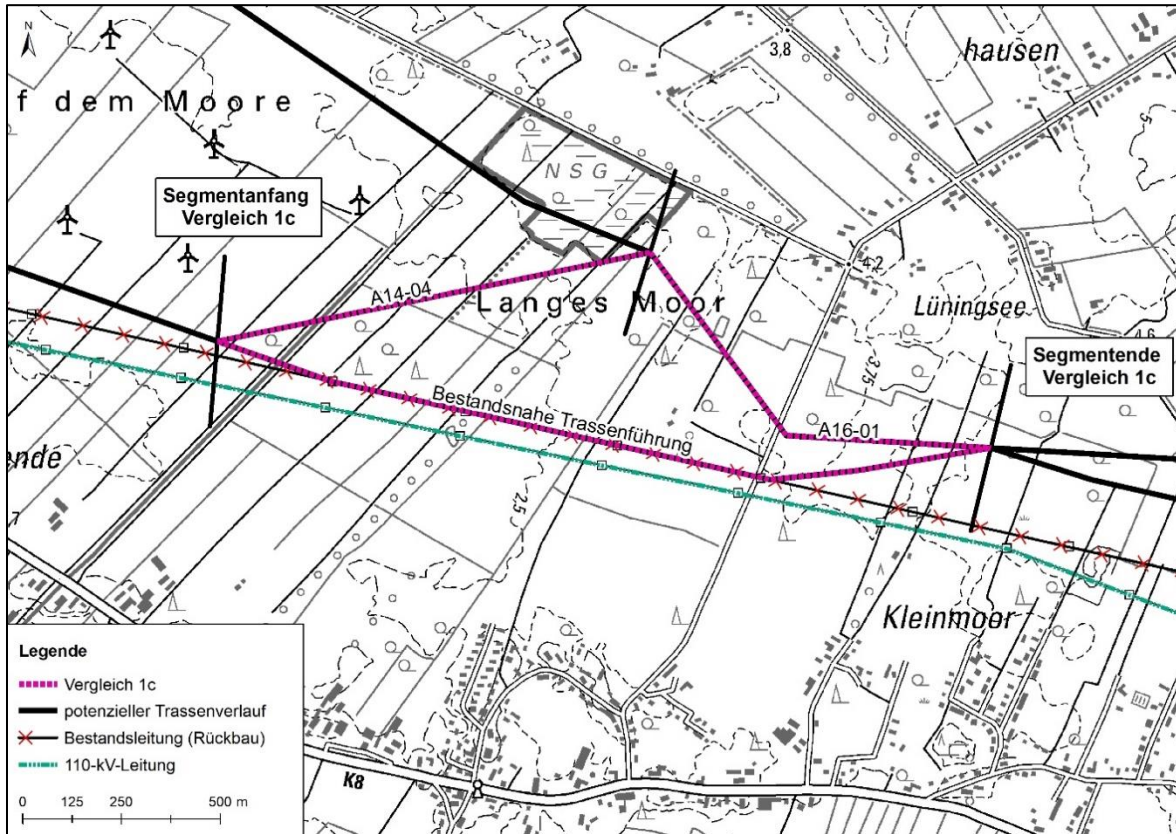 N
3,8
hausen
f dem Moore
Segmentanfang
Vergleich 1c
NSG
4,2
A14-04
Langes Moor
Lüningsee
4,6
Segmentende
Vergleich 1c
3,75
Bestandsnahe Trassenführung
A16-01
ende
2,5
Kleinmoor
Legende
Vergleich 1c
potenzieller Trassenverlauf
Bestandsleitung (Rückbau)
110-kV-Leitung
0 125 250 500 m
K8